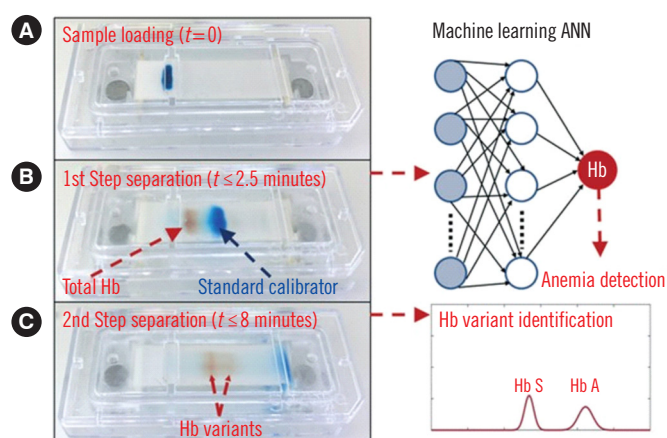 A
Sample loading (t=0)
Machine learning ANN
B
1st Step separation (t ≤ 2.5 minutes)
Hb
Total Hb
Standard calibrator
Anemia detection
C
2nd Step separation (t ≤ 8 minutes)
Hb variant identification
Hb S
Hb A
Hb variants